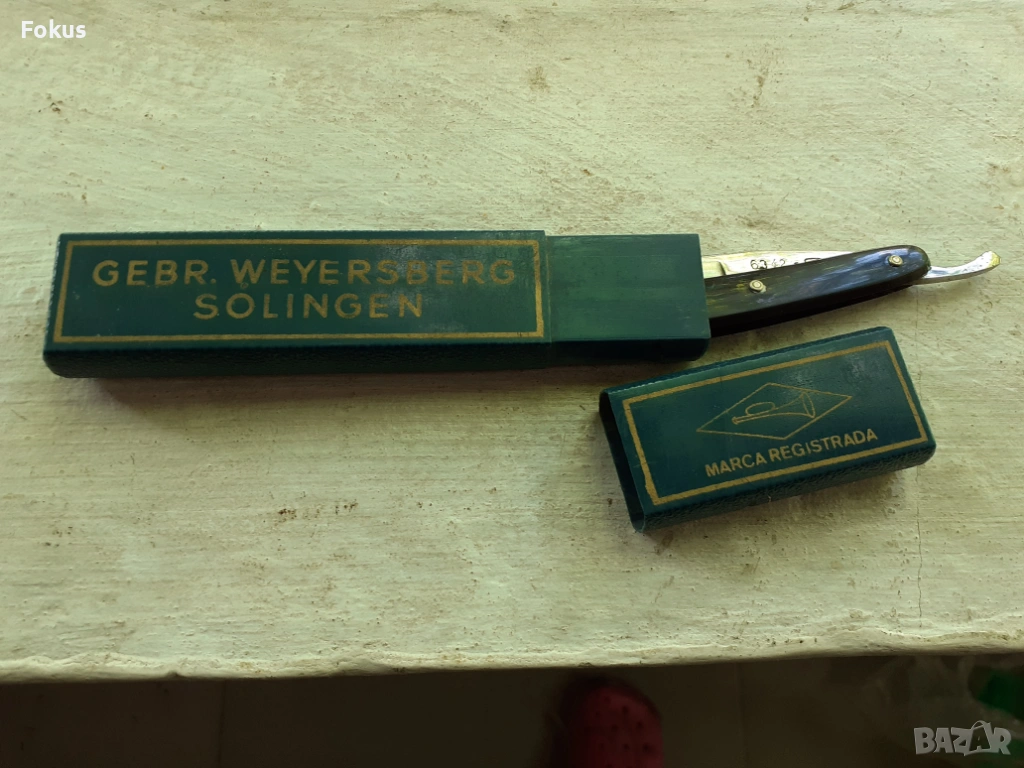 Fokus
GEBR. WEYERSBERG
SOLINGEN
MARCA REGISTRADA
BAZAR